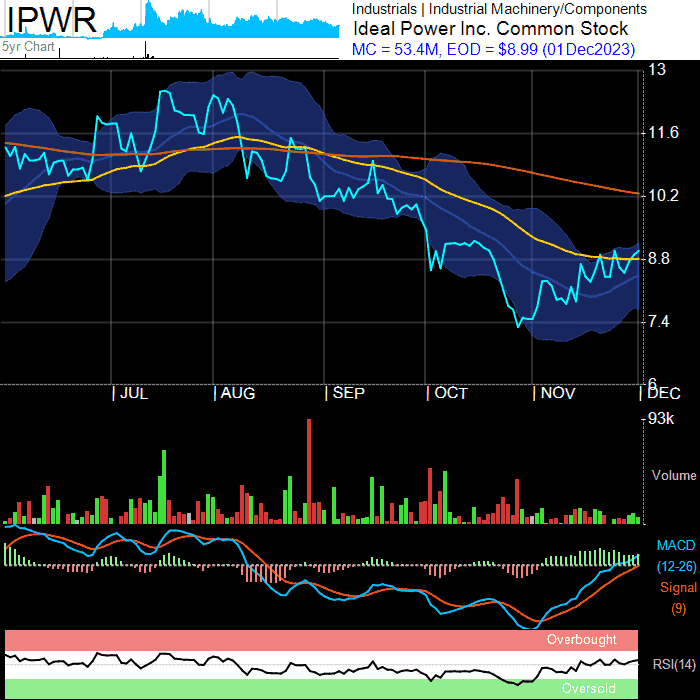 IPWR
5yr Chart
Industrials | Industrial Machinery/Components
Ideal Power Inc. Common Stock
MC = 53.4M, EOD = $8.99 (01Dec2023)
13
11.6
10.2
8.8
7.4
6
JUL AUG SEP OCT NOV DEC
93k
Volume
MACD
(12-26)
Signal
(9)
Overbought
RSI(14)
Oversold